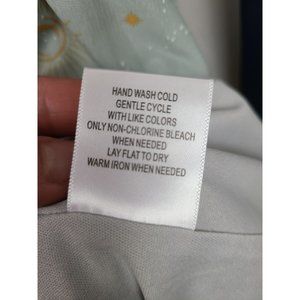 HAND WASH COLD
GENTLE CYCLE
WITH LIKE COLORS
ONLY NON-CHLORINE BLEACH
WHEN NEEDED
LAY FLAT TO DRY
WARM IRON WHEN NEEDED